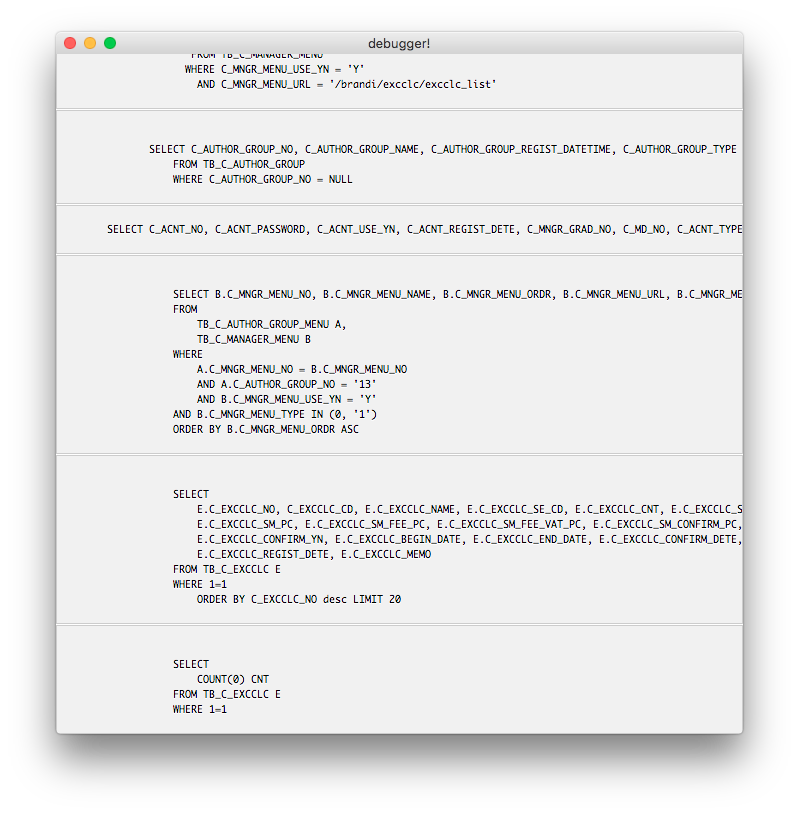 debugger!
FROM TB_C_MANAGER_MENU
WHERE C_MNGR_MENU_USE_YN = 'Y'
AND C_MNGR_MENU_URL = '/brandi/excclc/excclc_list'
SELECT C_AUTHOR_GROUP_NO, C_AUTHOR_GROUP_NAME, C_AUTHOR_GROUP_REGIST_DATETIME, C_AUTHOR_GROUP_TYPE
FROM TB_C_AUTHOR_GROUP
WHERE C_AUTHOR_GROUP_NO = NULL
SELECT C_ACNT_NO, C_ACNT_PASSWORD, C_ACNT_USE_YN, C_ACNT_REGIST_DETE, C_MNGR_GRAD_NO, C_MD_NO, C_ACNT_TYPE
SELECT B.C_MNGR_MENU_NO, B.C_MNGR_MENU_NAME, B.C_MNGR_MENU_ORDR, B.C_MNGR_MENU_URL, B.C_MNGR_ME
FROM
TB_C_AUTHOR_GROUP_MENU A,
TB_C_MANAGER_MENU B
WHERE
A.C_MNGR_MENU_NO = B.C_MNGR_MENU_NO
AND A.C_AUTHOR_GROUP_NO = '13'
AND B.C_MNGR_MENU_USE_YN = 'Y'
AND B.C_MNGR_MENU_TYPE IN (0, '1')
ORDER BY B.C_MNGR_MENU_ORDR ASC
SELECT
E.C_EXCCLC_NO, C_EXCCLC_CD, E.C_EXCCLC_NAME, E.C_EXCCLC_SE_CD, E.C_EXCCLC_CNT, E.C_EXCCLC_S
E.C_EXCCLC_SM_PC, E.C_EXCCLC_SM_FEE_PC, E.C_EXCCLC_SM_FEE_VAT_PC, E.C_EXCCLC_SM_CONFIRM_PC,
E.C_EXCCLC_CONFIRM_YN, E.C_EXCCLC_BEGIN_DATE, E.C_EXCCLC_END_DATE, E.C_EXCCLC_CONFIRM_DETE,
E.C_EXCCLC_REGIST_DETE, E.C_EXCCLC_MEMO
FROM TB_C_EXCCLC E
WHERE 1=1
ORDER BY C_EXCCLC_NO desc LIMIT 20
SELECT
COUNT(0) CNT
FROM TB_C_EXCCLC E
WHERE 1=1